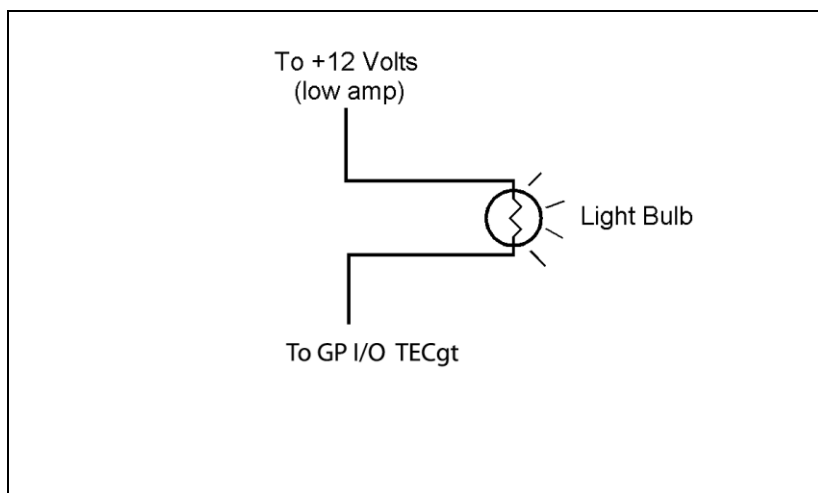 To +12 Volts
(low amp)
Light Bulb
To GP I/O TECgt